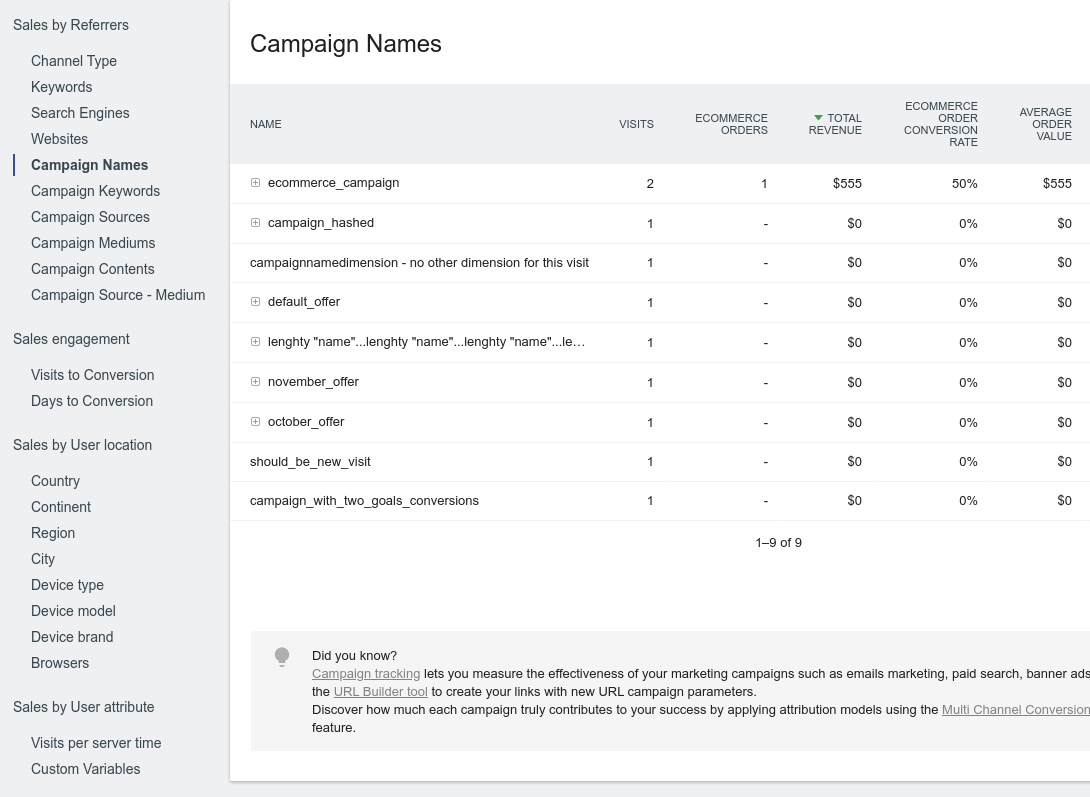 Sales by Referrers
Channel Type
Keywords
Search Engines
Websites
Campaign Names
Campaign Keywords
Campaign Sources
Campaign Mediums
Campaign Contents
Campaign Source - Medium
Sales engagement
Visits to Conversion
Days to Conversion
Sales by User location
Country
Continent
Region
City
Device type
Device model
Device brand
Browsers
Sales by User attribute
Visits per server time
Custom Variables
Campaign Names
NAME VISITS ECOMMERCE ORDERS TOTAL REVENUE ECOMMERCE ORDER CONVERSION RATE AVERAGE ORDER VALUE
ecommerce_campaign 2 1 $555 50% $555
campaign_hashed 1 - $0 0% $0
campaignnamedimension - no other dimension for this visit 1 - $0 0% $0
default_offer 1 - $0 0% $0
lenghty "name"...lenghty "name"...lenghty "name"...le... 1 - $0 0% $0
november_offer 1 - $0 0% $0
october_offer 1 - $0 0% $0
should_be_new_visit 1 - $0 0% $0
campaign_with_two_goals_conversions 1 - $0 0% $0
1–9 of 9
Did you know?
Campaign tracking lets you measure the effectiveness of your marketing campaigns such as emails marketing, paid search, banner ads
the URL Builder tool to create your links with new URL campaign parameters.
Discover how much each campaign truly contributes to your success by applying attribution models using the Multi Channel Conversion
feature.